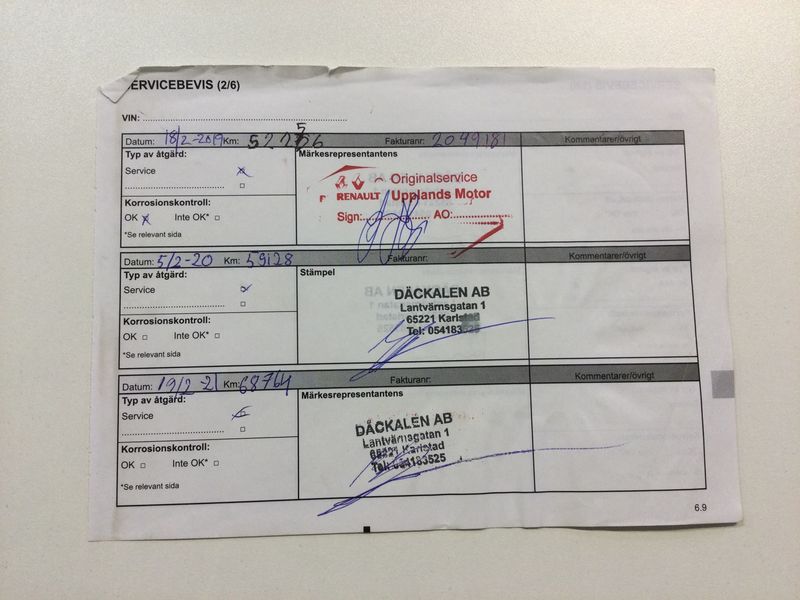 SERVICEBEVIS (2/6)
VIN:
Datum: 18/2-2019 Km: Fakturanr: 2049181 Kommentarer/övrigt
Typ av åtgärd: Märkesrepresentantens
Service x
Originalservice
RENAULT Upplands Motor
Sign: AO:
Korrosionskontroll:
OK x Inte OK*
*Se relevant sida
Datum: 5/2-20 Km: 59128 Fakturanr: Kommentarer/övrigt
Typ av åtgärd: Stämpel
Service
DÄCKALEN AB
Lantvärnsgatan 1
65221 Karlstad
Tel: 054183525
Korrosionskontroll:
OK Inte OK*
*Se relevant sida
Datum: 19/2-21 Km: 68764 Fakturanr: Kommentarer/övrigt
Typ av åtgärd: Märkesrepresentantens
Service
DÄCKALEN AB
Lantvärnsgatan 1
65221 Karlstad
Tel: 054183525
Korrosionskontroll:
OK Inte OK*
*Se relevant sida
6.9